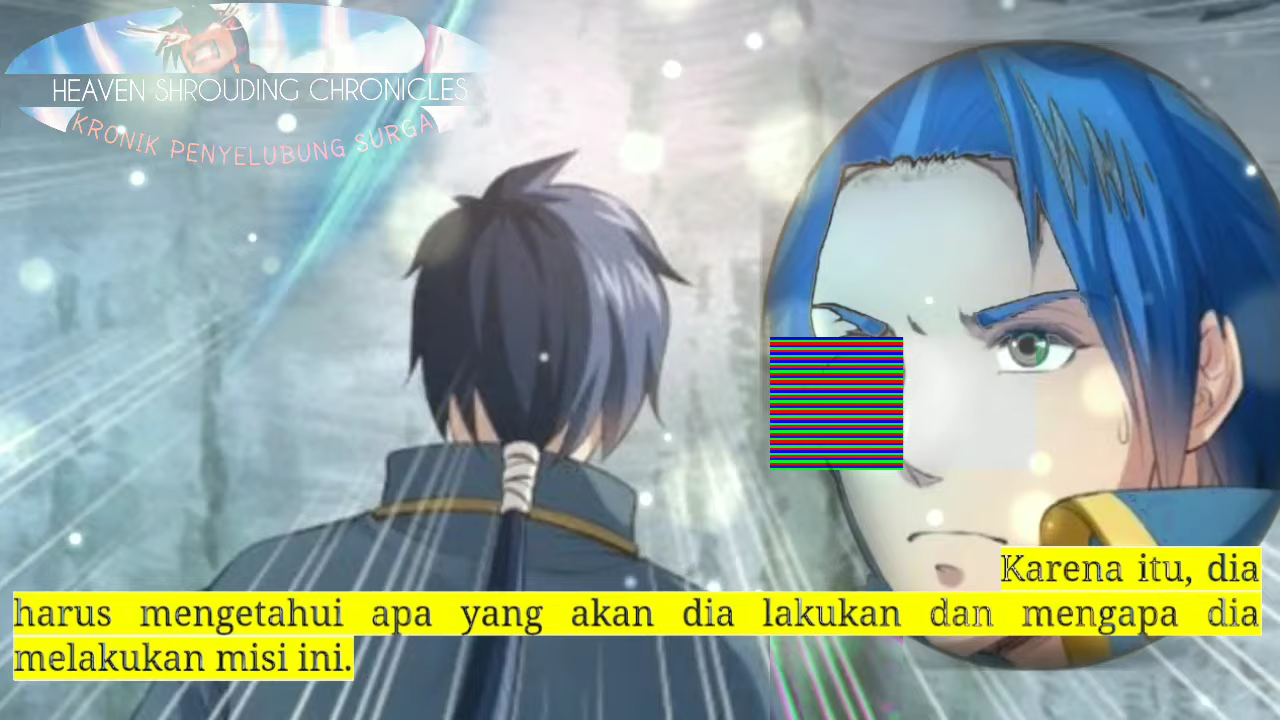 HEAVEN SHROUDING CHRONICLES
KRONIK PENYELUBUNG SURGA
Karena itu, dia
harus mengetahui apa yang akan dia lakukan dan mengapa dia
melakukan misi ini.